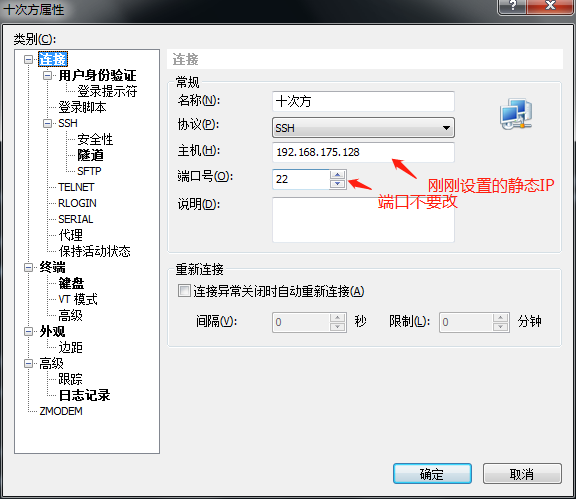 十次方属性
类别(C):
连接
用户身份验证
登录提示符
登录脚本
SSH
安全性
隧道
SFTP
TELNET
RLOGIN
SERIAL
代理
保持活动状态
终端
键盘
VT 模式
高级
外观
边距
高级
跟踪
日志记录
ZMODEM
连接
常规
名称(N):
十次方
协议(P):
SSH
主机(H):
192.168.175.128
刚刚设置的静态IP
端口号(O):
22
端口不要改
说明(D):
重新连接
连接异常关闭时自动重新连接(A)
间隔(V):
0
秒
限制(L):
0
分钟
确定
取消